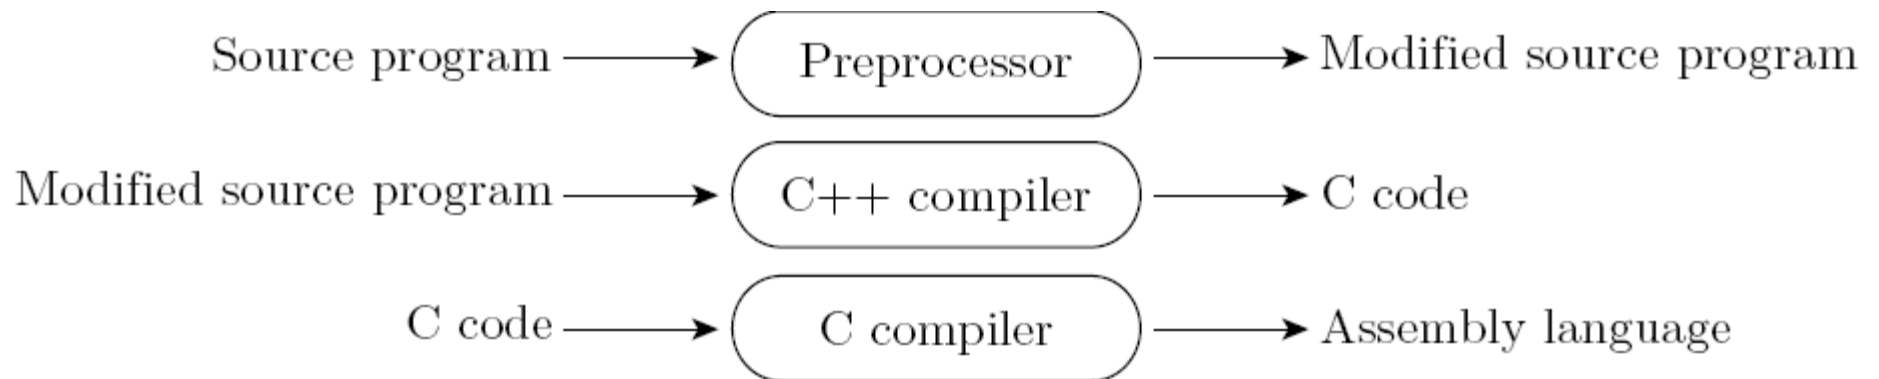 Source program Preprocessor Modified source program
Modified source program C++ compiler C code
C code C compiler Assembly language